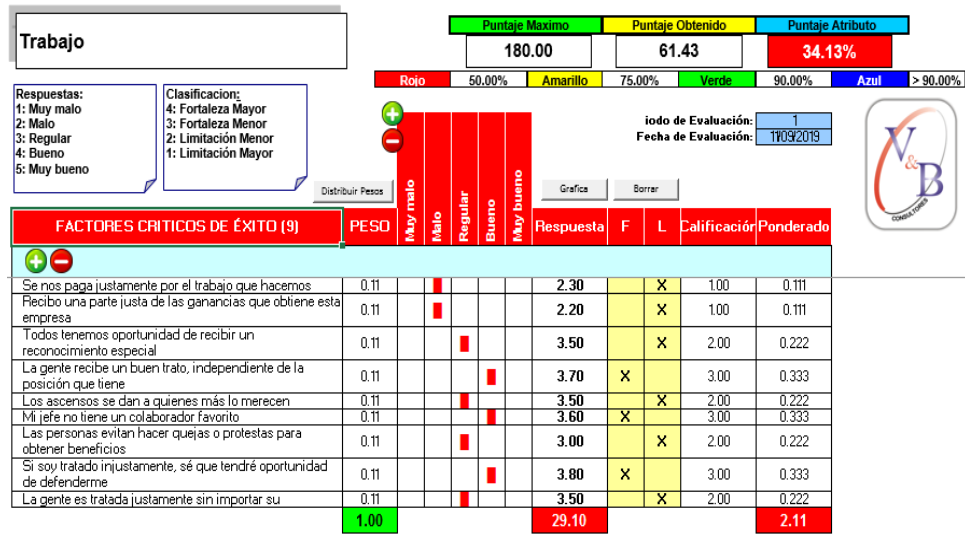 Trabajo
Puntaje Maximo Puntaje Obtenido Puntaje Atributo
180.00 61.43 34.13%
Rojo 50.00% Amarillo 75.00% Verde 90.00% Azul > 90.00%
Respuestas:
1: Muy malo
2: Malo
3: Regular
4: Bueno
5: Muy bueno
Clasificacion:
4: Fortaleza Mayor
3: Fortaleza Menor
2: Limitación Menor
1: Limitación Mayor
iodo de Evaluación: 1
Fecha de Evaluación: 11/09/2019
V&B
CONSULTORES
Distribuir Pesos
Grafica Borrar
FACTORES CRITICOS DE ÉXITO (9) PESO Muy malo Malo Regular Bueno Muy bueno Respuesta F L Calificación Ponderado
Se nos paga justamente por el trabajo que hacemos 0.11 2.30 X 1.00 0.111
Recibo una parte justa de las ganancias que obtiene esta
empresa 0.11 2.20 X 1.00 0.111
Todos tenemos oportunidad de recibir un
reconocimiento especial 0.11 3.50 X 2.00 0.222
La gente recibe un buen trato, independiente de la
posición que tiene 0.11 3.70 X 3.00 0.333
Los ascensos se dan a quienes más lo merecen 0.11 3.50 X 2.00 0.222
Mi jefe no tiene un colaborador favorito 0.11 3.60 X 3.00 0.333
Las personas evitan hacer quejas o protestas para
obtener beneficios 0.11 3.00 X 2.00 0.222
Si soy tratado injustamente, sé que tendré oportunidad
de defenderme 0.11 3.80 X 3.00 0.333
La gente es tratada justamente sin importar su 0.11 3.50 X 2.00 0.222
1.00 29.10 2.11